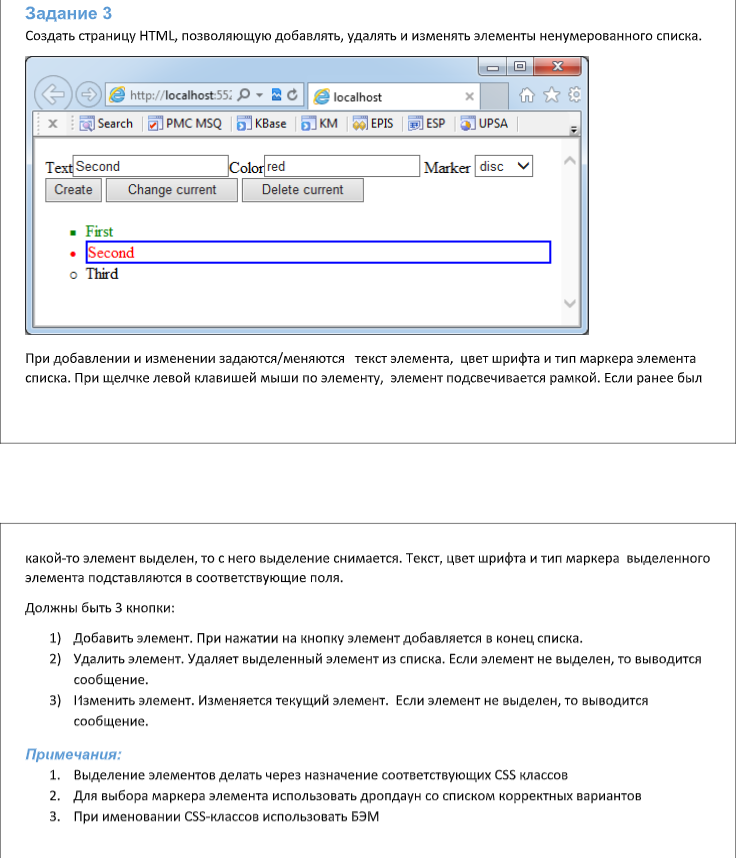 Задание 3
Создать страницу HTML, позволяющую добавлять, удалять и изменять элементы ненумерованного списка.
http://localhost:552
localhost
x Search PMC MSQ KBase KM EPIS ESP UPSA
Text Second Color red Marker disc
Create Change current Delete current
First
Second
Third
При добавлении и изменении задаются/меняются текст элемента, цвет шрифта и тип маркера элемента
списка. При щелчке левой клавишей мыши по элементу, элемент подсвечивается рамкой. Если ранее был
какой-то элемент выделен, то с него выделение снимается. Текст, цвет шрифта и тип маркера выделенного
элемента подставляются в соответствующие поля.
Должны быть 3 кнопки:
1) Добавить элемент. При нажатии на кнопку элемент добавляется в конец списка.
2) Удалить элемент. Удаляет выделенный элемент из списка. Если элемент не выделен, то выводится
сообщение.
3) Изменить элемент. Изменяется текущий элемент. Если элемент не выделен, то выводится
сообщение.
Примечания:
1. Выделение элементов делать через назначение соответствующих CSS классов
2. Для выбора маркера элемента использовать дропдаун со списком корректных вариантов
3. При именовании CSS-классов использовать БЭМ